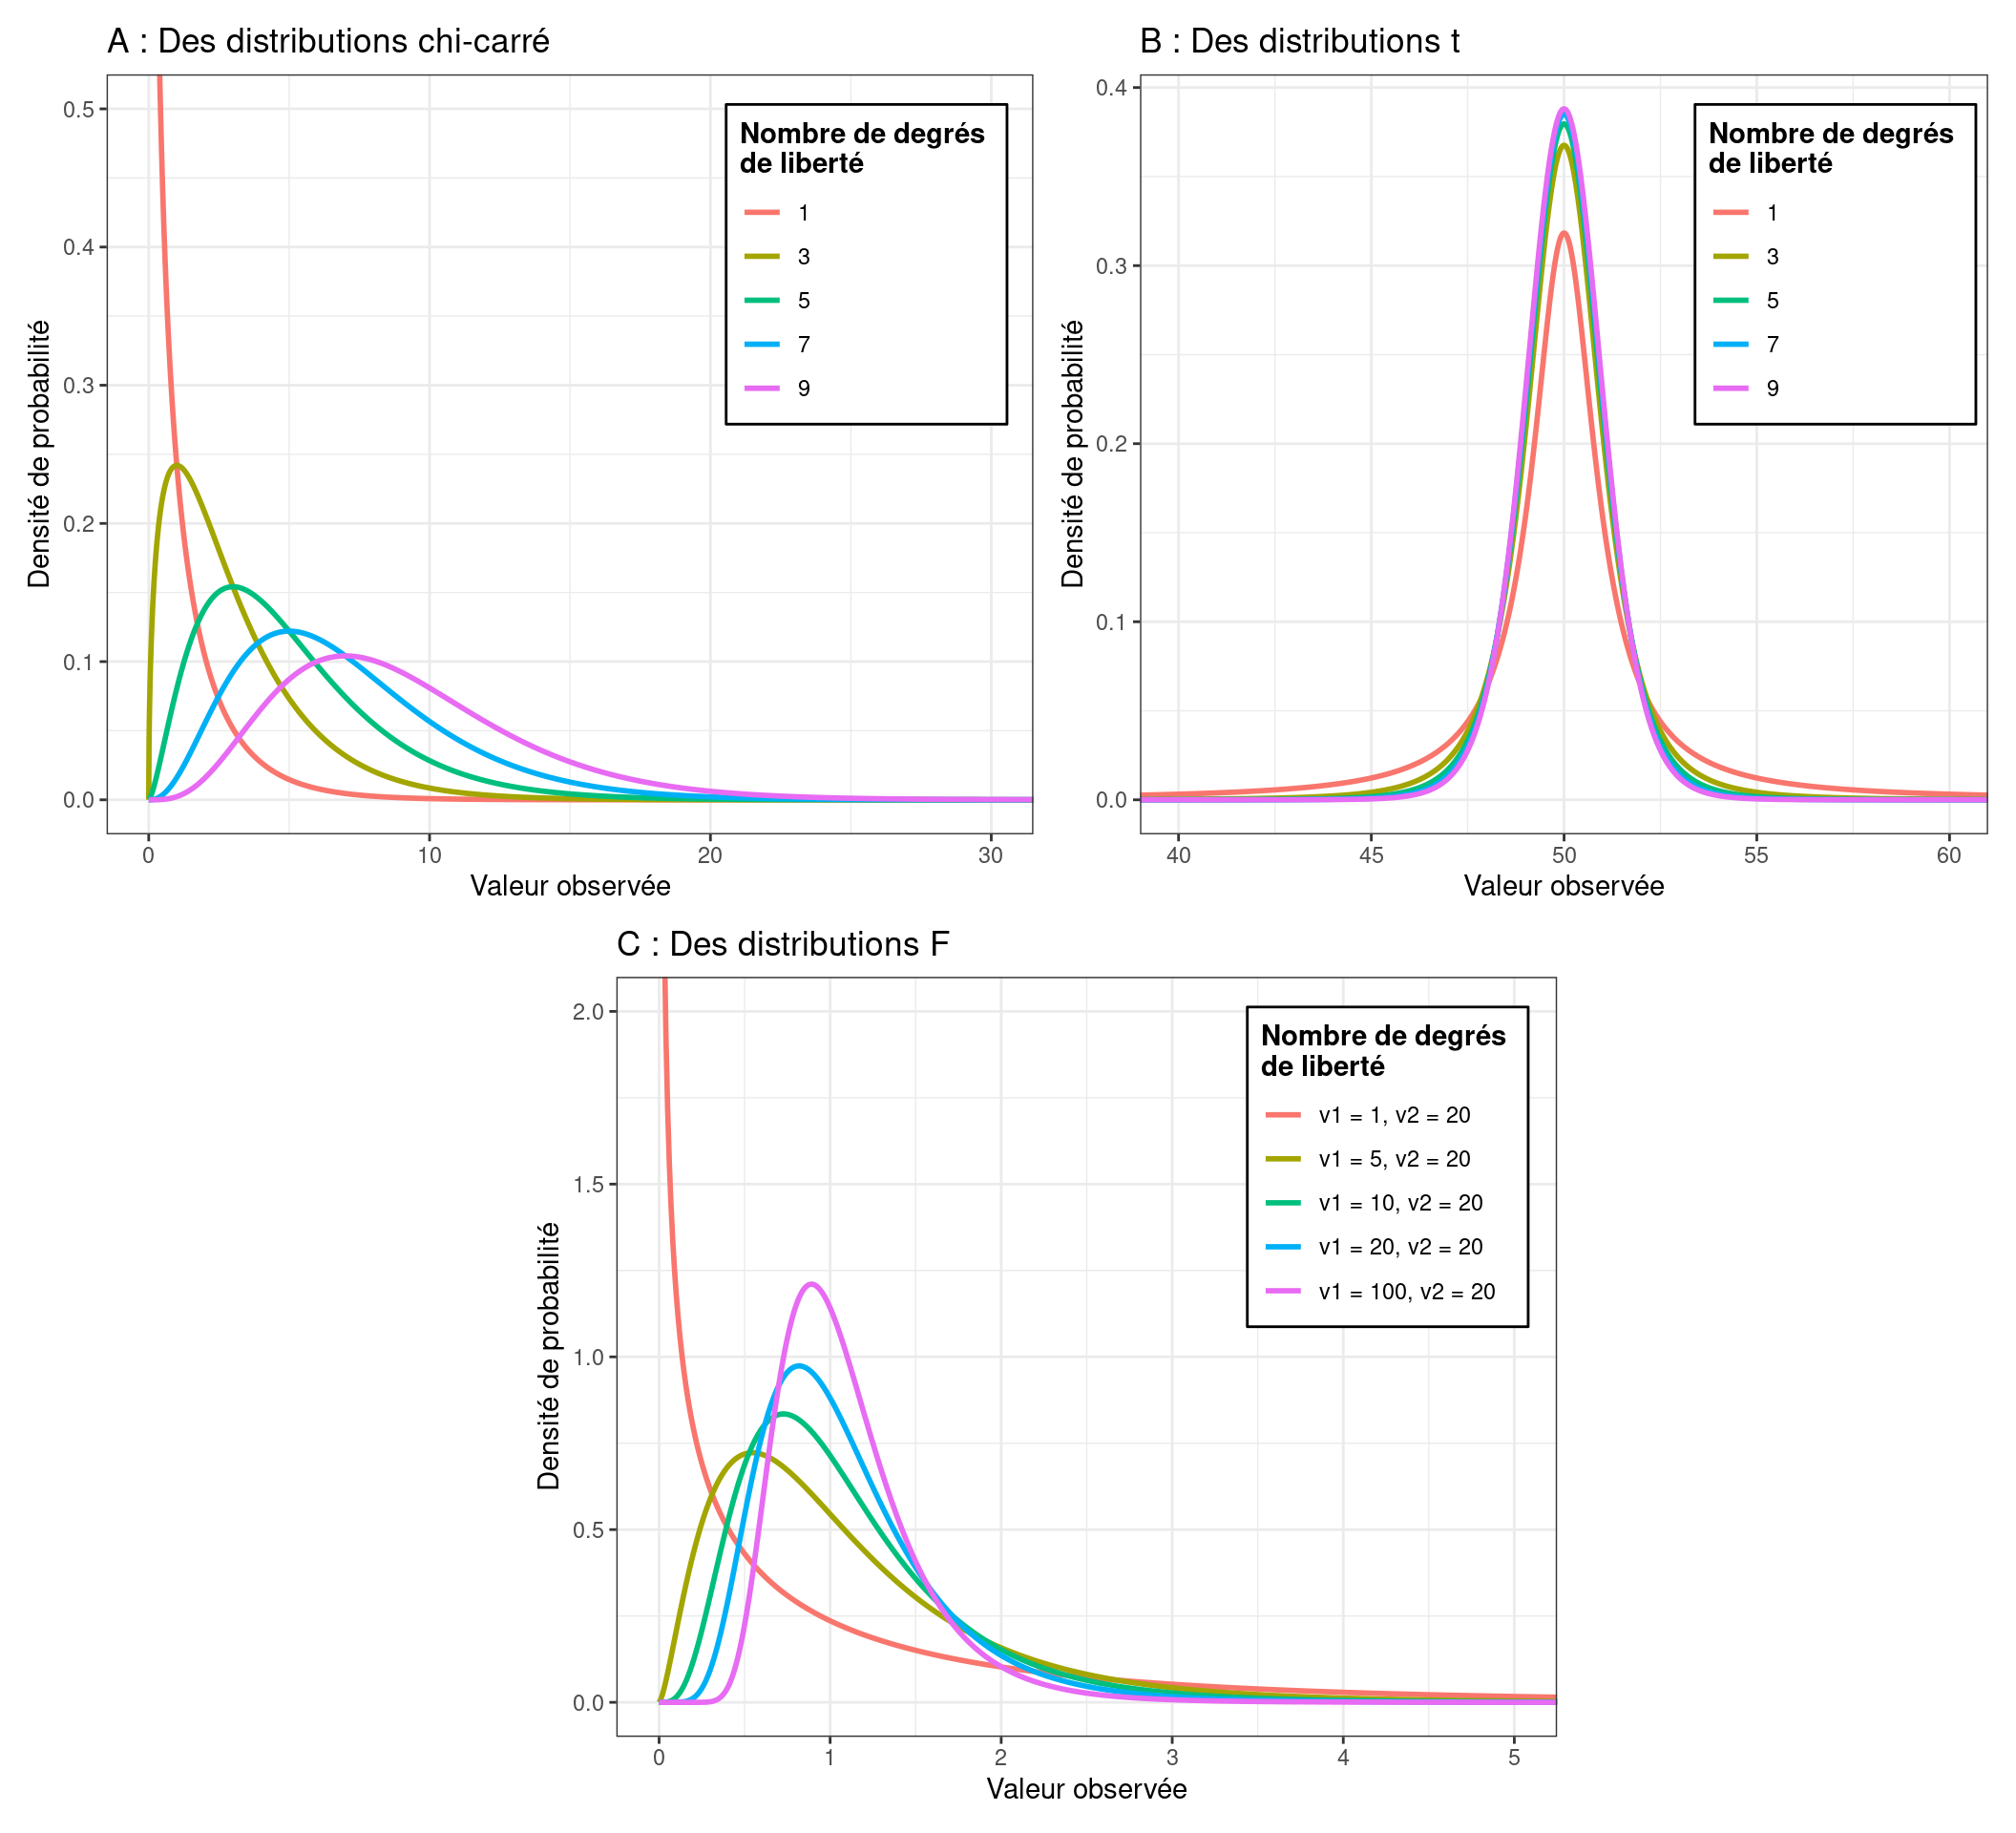 A : Des distributions chi-carré
Densité de probabilité
0.5
0.4
0.3
0.2
0.1
0.0
0
10
20
30
Valeur observée
Nombre de degrés
de liberté
1
3
5
7
9
B : Des distributions t
Densité de probabilité
0.4
0.3
0.2
0.1
0.0
40
45
50
55
60
Valeur observée
Nombre de degrés
de liberté
1
3
5
7
9
C : Des distributions F
Densité de probabilité
2.0
1.5
1.0
0.5
0.0
0
1
2
3
4
5
Valeur observée
Nombre de degrés
de liberté
v1 = 1, v2 = 20
v1 = 5, v2 = 20
v1 = 10, v2 = 20
v1 = 20, v2 = 20
v1 = 100, v2 = 20